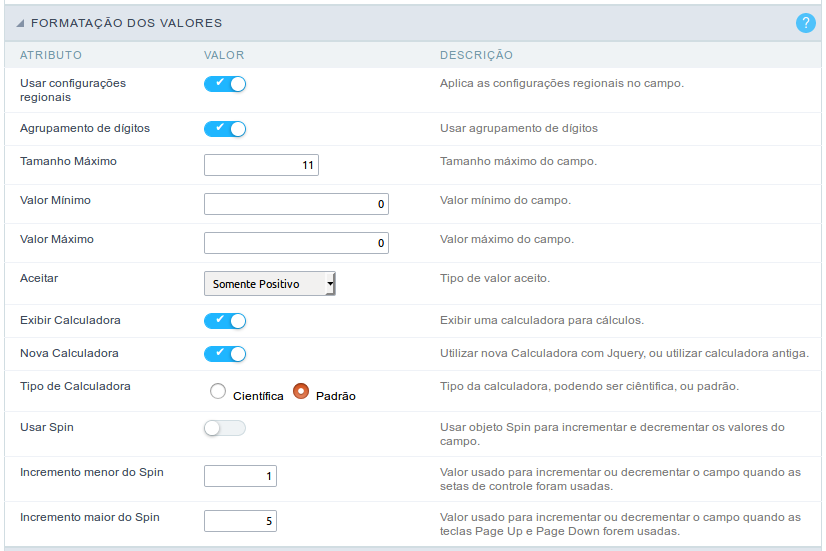 FORMATAÇÃO DOS VALORES
?
ATRIBUTO VALOR DESCRIÇÃO
Usar configurações
regionais
Aplica as configurações regionais no campo.
Agrupamento de dígitos Usar agrupamento de dígitos
Tamanho Máximo 11 Tamanho máximo do campo.
Valor Mínimo 0 Valor mínimo do campo.
Valor Máximo 0 Valor máximo do campo.
Aceitar Somente Positivo Tipo de valor aceito.
Exibir Calculadora Exibir uma calculadora para cálculos.
Nova Calculadora Utilizar nova Calculadora com Jquery, ou utilizar calculadora antiga.
Tipo de Calculadora Científica Padrão Tipo da calculadora, podendo ser ciêntifica, ou padrão.
Usar Spin Usar objeto Spin para incrementar e decrementar os valores do
campo.
Incremento menor do Spin 1 Valor usado para incrementar ou decrementar o campo quando as
setas de controle foram usadas.
Incremento maior do Spin 5 Valor usado para incrementar ou decrementar o campo quando as
teclas Page Up e Page Down forem usadas.